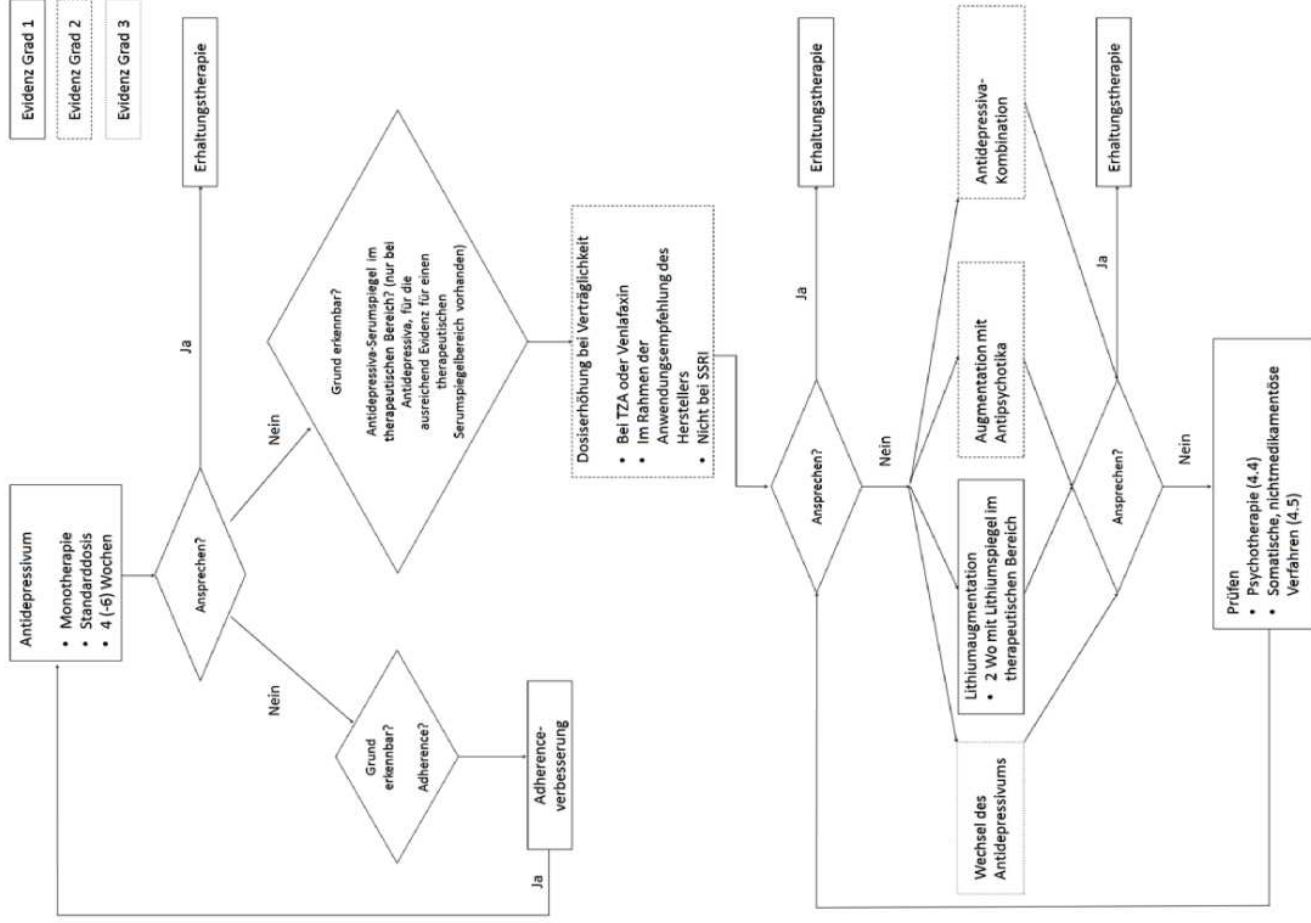 Evidenz Grad 1
Evidenz Grad 2
Evidenz Grad 3
Antidepressivum
• Monotherapie
• Standarddosis
• 4 (-6) Wochen
Ansprechen?
Ja
Erhaltungstherapie
Nein
Nein
Grund
erkennbar?
Adherence?
Adherence-
verbesserung
Ja
Grund erkennbar?
Antidepressiva-Serumspiegel im
therapeutischen Bereich? (nur bei
Antidepressiva, für die
ausreichend Evidenz für einen
therapeutischen
Serumspiegelbereich vorhanden)
Dosiserhöhung bei Verträglichkeit
• Bei TZA oder Venlafaxin
• Im Rahmen der
Anwendungsempfehlung des
Herstellers
• Nicht bei SSRI
Ansprechen?
Ja
Erhaltungstherapie
Nein
Wechsel des
Antidepressivums
Lithiumaugmentation
• 2 Wo mit Lithiumspiegel im
therapeutischen Bereich
Augmentation mit
Antipsychotika
Antidepressiva-
Kombination
Ansprechen?
Ja
Erhaltungstherapie
Nein
Prüfen
• Psychotherapie (4.4)
• Somatische, nichtmedikamentöse
Verfahren (4.5)